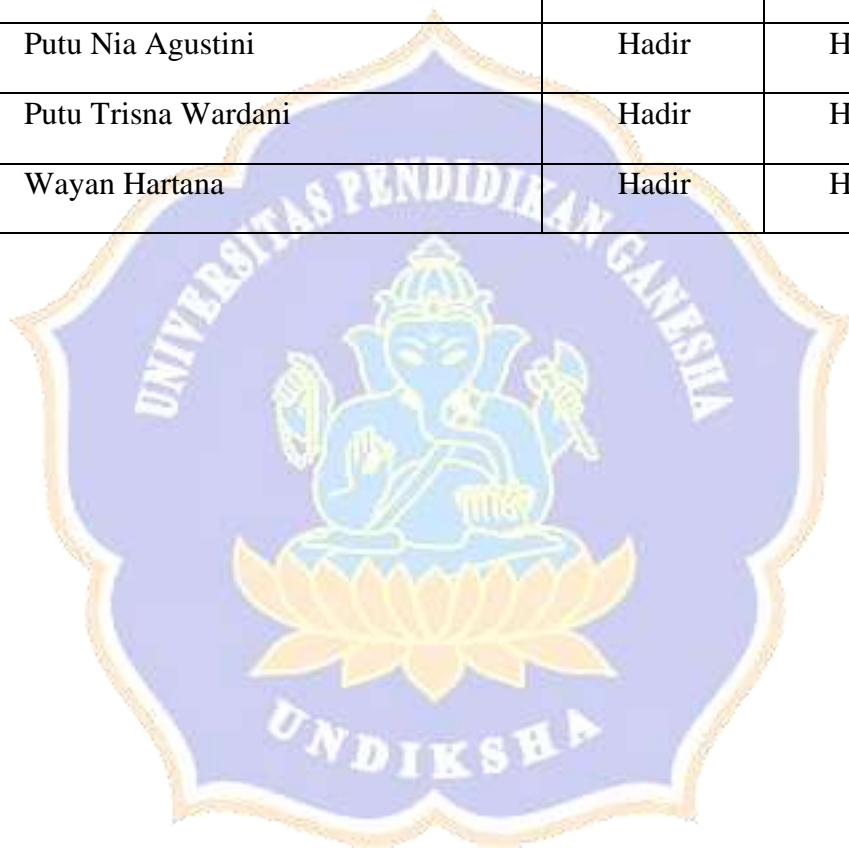 Putu Nia Agustini Hadir H
Putu Trisna Wardani Hadir H
Wayan Hartana Hadir H
UNIVERSITAS PENDIDIKAN GANESHA
UNDIKSHA